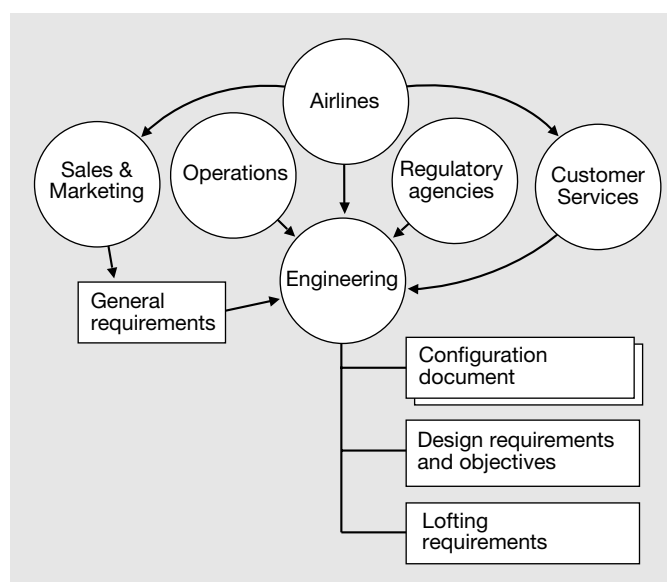 Airlines
Sales &
Marketing
Operations
Regulatory
agencies
Customer
Services
Engineering
General
requirements
Configuration
document
Design requirements
and objectives
Lofting
requirements